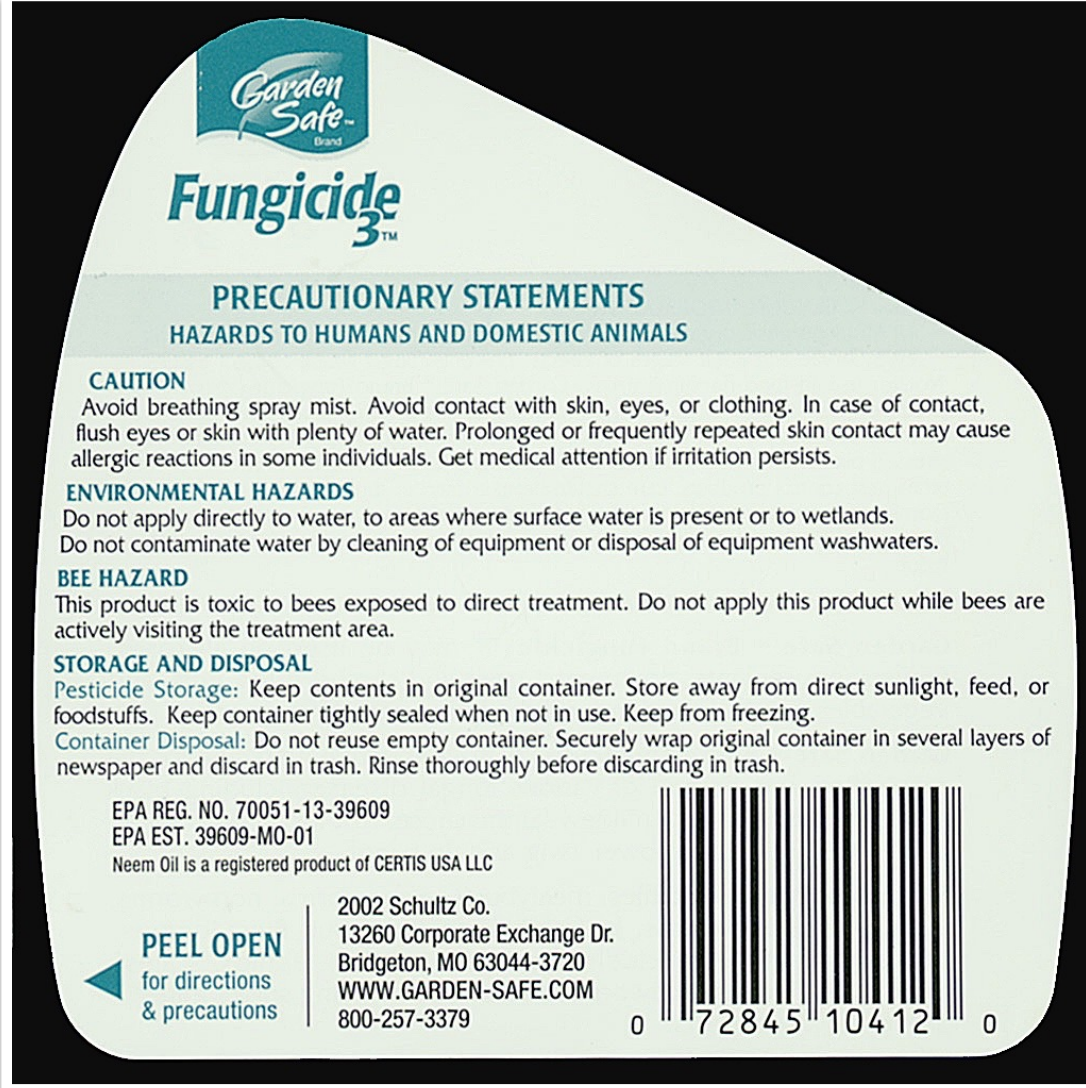 Garden
Safe™
Brand
Fungicide
3™
PRECAUTIONARY STATEMENTS
HAZARDS TO HUMANS AND DOMESTIC ANIMALS
CAUTION
Avoid breathing spray mist. Avoid contact with skin, eyes, or clothing. In case of contact,
flush eyes or skin with plenty of water. Prolonged or frequently repeated skin contact may cause
allergic reactions in some individuals. Get medical attention if irritation persists.
ENVIRONMENTAL HAZARDS
Do not apply directly to water, to areas where surface water is present or to wetlands.
Do not contaminate water by cleaning of equipment or disposal of equipment washwaters.
BEE HAZARD
This product is toxic to bees exposed to direct treatment. Do not apply this product while bees are
actively visiting the treatment area.
STORAGE AND DISPOSAL
Pesticide Storage: Keep contents in original container. Store away from direct sunlight, feed, or
foodstuffs. Keep container tightly sealed when not in use. Keep from freezing.
Container Disposal: Do not reuse empty container. Securely wrap original container in several layers of
newspaper and discard in trash. Rinse thoroughly before discarding in trash.
EPA REG. NO. 70051-13-39609
EPA EST. 39609-MO-01
Neem Oil is a registered product of CERTIS USA LLC
PEEL OPEN
for directions
& precautions
2002 Schultz Co.
13260 Corporate Exchange Dr.
Bridgeton, MO 63044-3720
WWW.GARDEN-SAFE.COM
800-257-3379
0 72845 10412 0